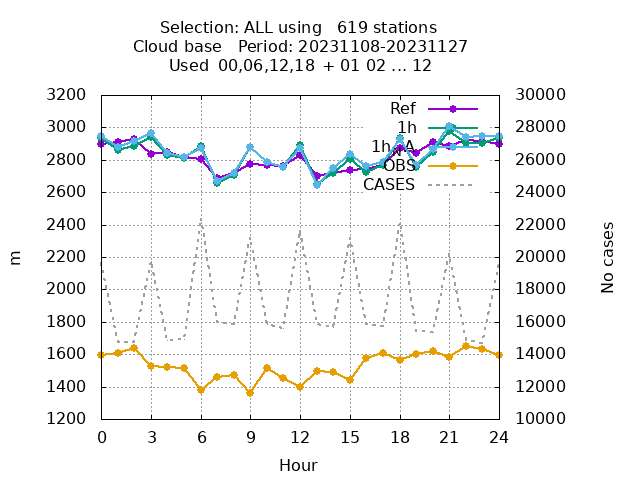 Selection: ALL using 619 stations
Cloud base Period: 20231108-20231127
Used 00,06,12,18 + 01 02 ... 12
3200 30000
3000 28000
2800 26000
2600 24000
2400 22000
2200 20000
2000 18000
1800 16000
1600 14000
1400 12000
1200 10000
Ref
1h
OBS
CASES
m
No cases
0 3 6 9 12 15 18 21 24
Hour